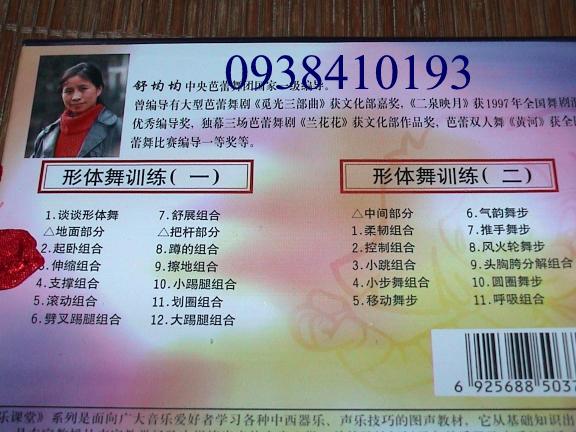 0938410193
舒均均 中央芭蕾舞团国家一级编导。
曾编导有大型芭蕾舞剧《觅光三部曲》获文化部嘉奖,《二泉映月》获1997年全国舞剧
优秀编导奖, 独幕三场芭蕾舞剧《兰花花》获文化部作品奖, 芭蕾双人舞《黄河》获全国
蕾舞比赛编导一等奖等。
形体舞训练(一)
1.谈谈形体舞
△地面部分
2.起卧组合
3.伸缩组合
4.支撑组合
5.滚动组合
6.劈叉踢腿组合
7.舒展组合
△把杆部分
8.蹲的组合
9.擦地组合
10.小踢腿组合
11.划圈组合
12.大踢腿组合
形体舞训练(二)
△中间部分
1.柔韧组合
2.控制组合
3.小跳组合
4.小步舞组合
5.移动舞步
6.气韵舞步
7.推手舞步
8.风火轮舞步
9.头胸胯分解组合
10.圆圈舞步
11.呼吸组合
6 925688 5037
乐课堂》系列是面向广大音乐爱好者学习各种中西器乐、声乐技巧的图声教材, 它从基础知识